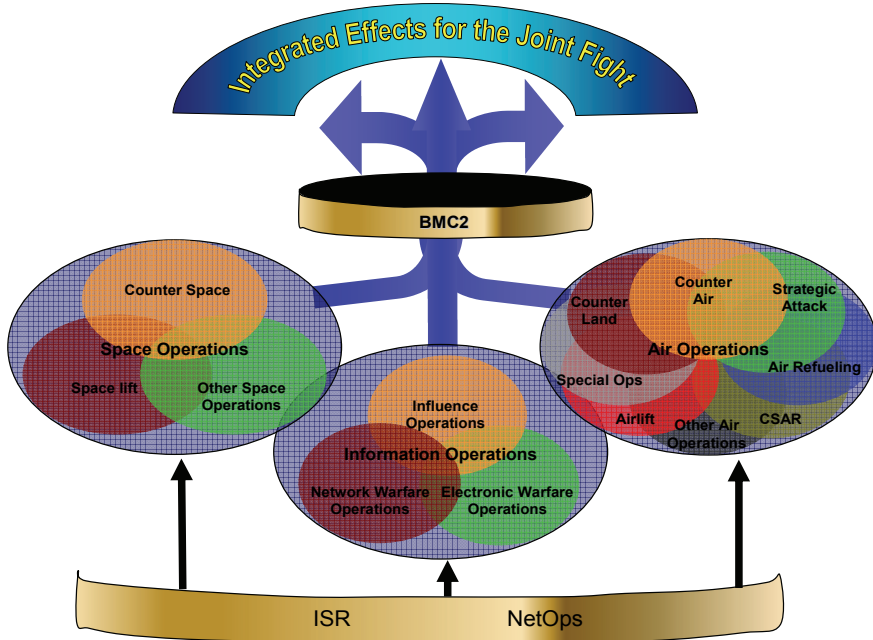 Integrated Effects for the Joint Fight
BMC2
Counter Space
Space Operations
Space lift
Other Space
Operations
Influence
Operations
Information Operations
Network Warfare
Operations
Electronic Warfare
Operations
Counter
Land
Counter
Air
Strategic
Attack
Air Operations
Air Refueling
Special Ops
Airlift
Other Air
Operations
CSAR
ISR
NetOps